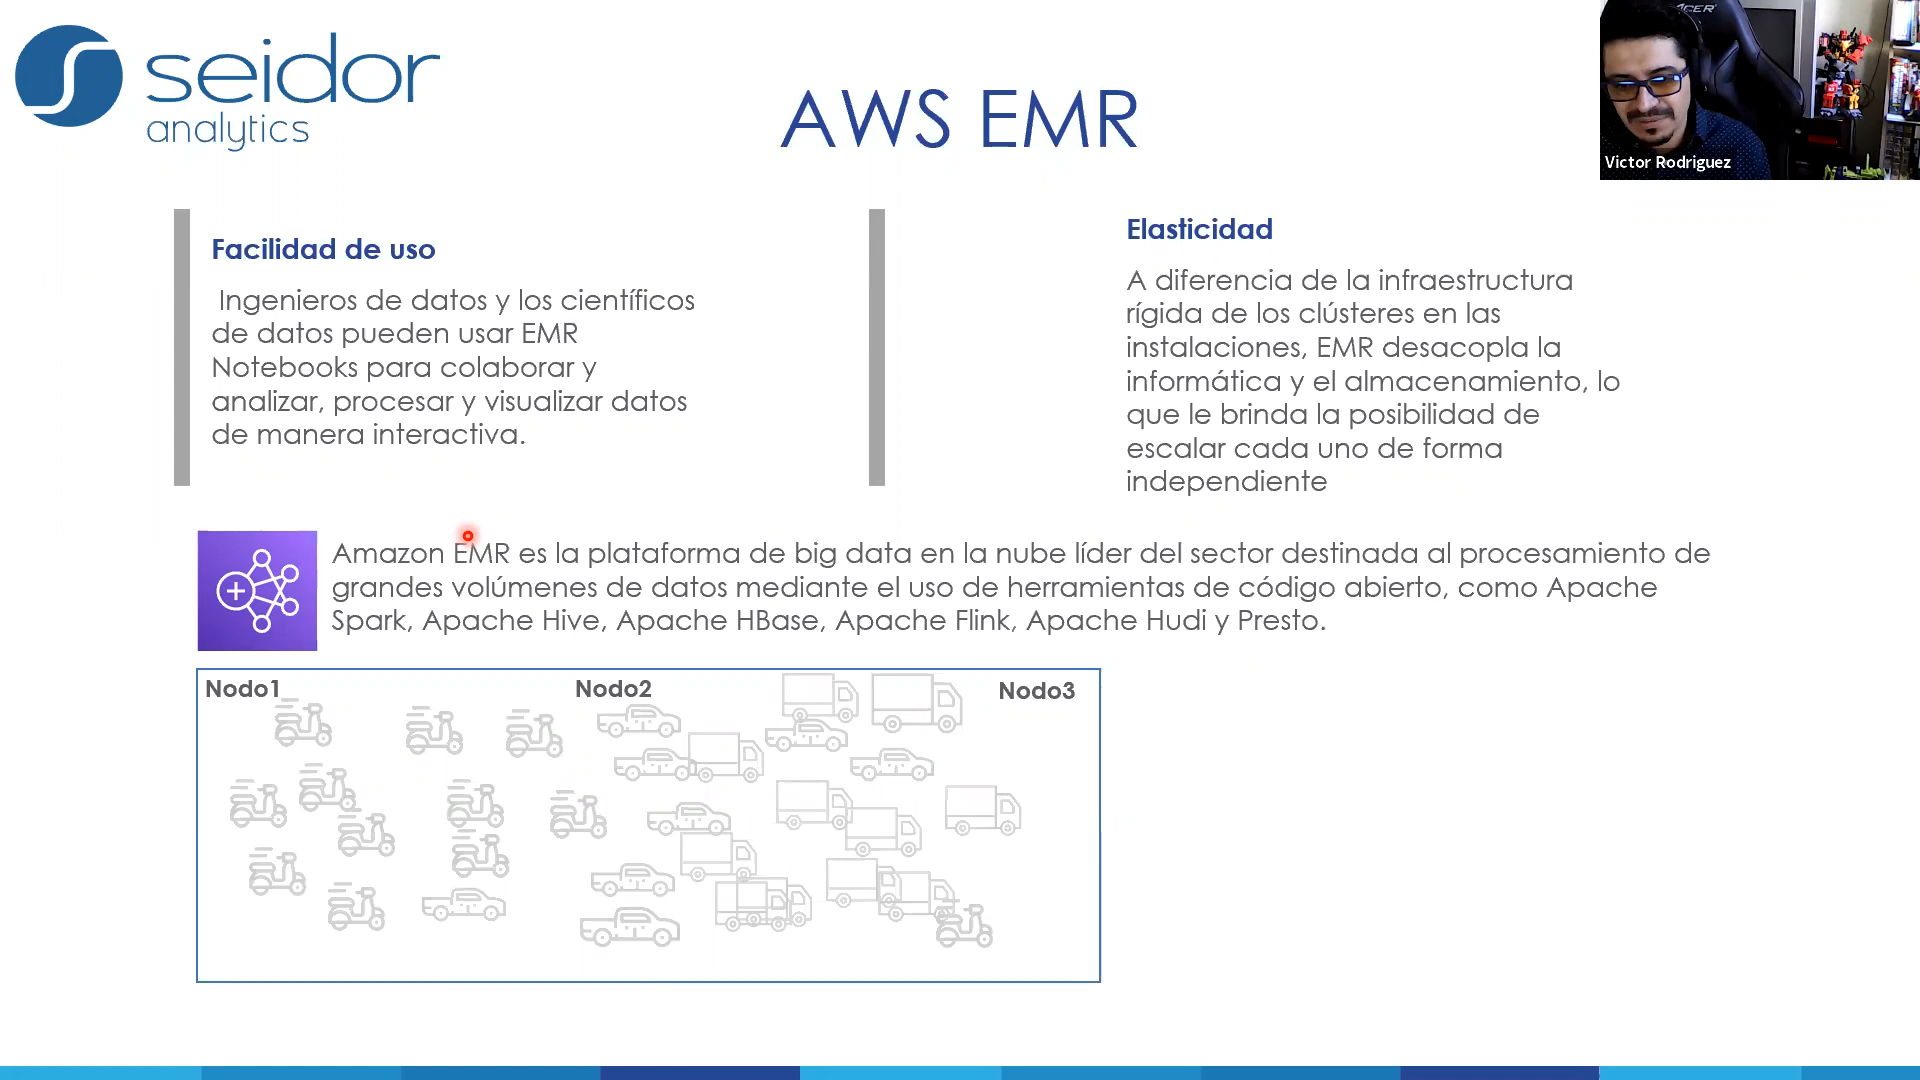 seidor
analytics
AWS EMR
ACER
Victor Rodriguez
Facilidad de uso
Ingenieros de datos y los científicos
de datos pueden usar EMR
Notebooks para colaborar y
analizar, procesar y visualizar datos
de manera interactiva.
Elasticidad
A diferencia de la infraestructura
rígida de los clústeres en las
instalaciones, EMR desacopla la
informática y el almacenamiento, lo
que le brinda la posibilidad de
escalar cada uno de forma
independiente
Amazon EMR es la plataforma de big data en la nube líder del sector destinada al procesamiento de
grandes volúmenes de datos mediante el uso de herramientas de código abierto, como Apache
Spark, Apache Hive, Apache HBase, Apache Flink, Apache Hudi y Presto.
Nodo1
Nodo2
Nodo3